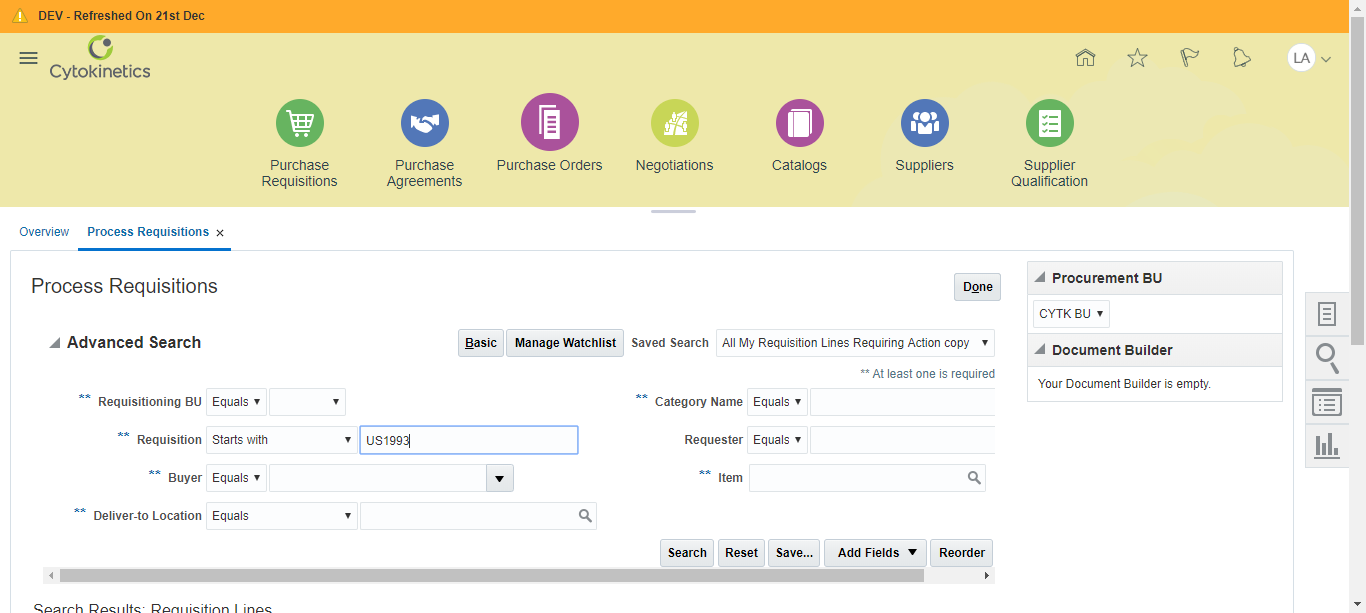 DEV - Refreshed On 21st Dec
Cytokinetics
LA
Purchase Requisitions
Purchase Agreements
Purchase Orders
Negotiations
Catalogs
Suppliers
Supplier Qualification
Overview
Process Requisitions ×
Process Requisitions
Done
Advanced Search
Basic
Manage Watchlist
Saved Search
All My Requisition Lines Requiring Action copy
** At least one is required
** Requisitioning BU Equals
** Category Name Equals
** Requisition Starts with US1993
Requester Equals
** Buyer Equals
** Item
** Deliver-to Location Equals
Search Reset Save... Add Fields Reorder
Search Results: Requisition Lines
Procurement BU
CYTK BU
Document Builder
Your Document Builder is empty.